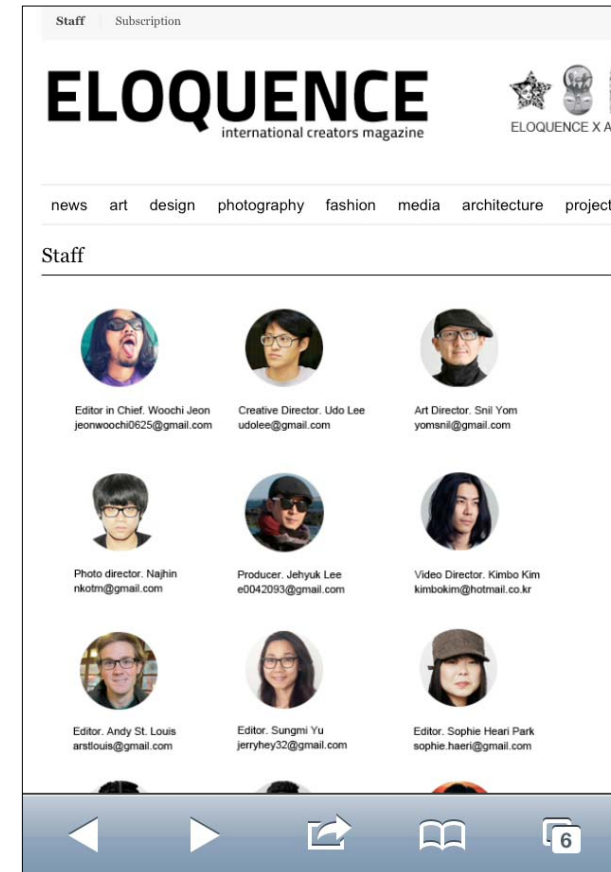 Staff Subscription
ELOQUENCE
international creators magazine
ELOQUENCE X A
news art design photography fashion media architecture project
Staff
Editor in Chief. Woochi Jeon
jeonwoochi0625@gmail.com
Creative Director. Udo Lee
udolee@gmail.com
Art Director. Snil Yom
yomsnil@gmail.com
Photo director. Najhin
nkotm@gmail.com
Producer. Jehyuk Lee
e0042093@gmail.com
Video Director. Kimbo Kim
kimbokim@hotmail.co.kr
Editor. Andy St. Louis
arstlouis@gmail.com
Editor. Sungmi Yu
jerryhey32@gmail.com
Editor. Sophie Heari Park
sophie.haeri@gmail.com
6